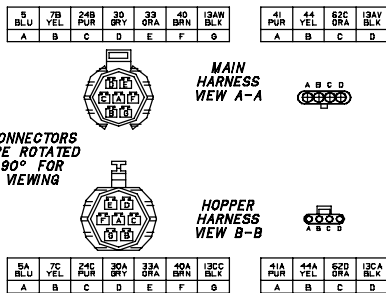 5 7B 24B 30 33 40 13AW 41 44 62C 13AV
BLU YEL PUR GRY ORA BRN BLK PUR YEL ORA BLK
A B C D E F G A B C D
MAIN
HARNESS
VIEW A-A
A B C D
D E
C A F
B G
ONNECTORS
RE ROTATED
90° FOR
VIEWING
HOPPER
HARNESS
VIEW B-B
E D
F A C
G B
A B C D
5A 7C 24C 30A 33A 40A 13CC 41A 44A 62D 13CA
BLU YEL PUR GRY ORA BRN BLK PUR YEL ORA BLK
A B C D E F G A B C D